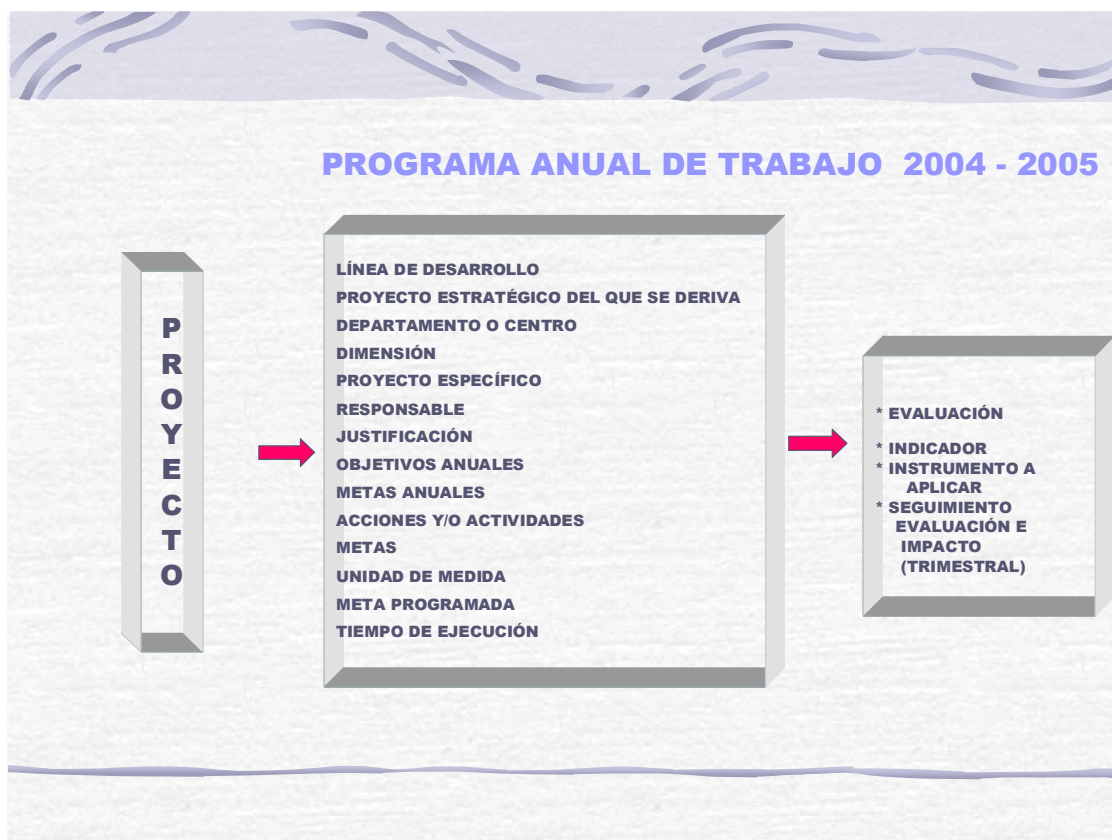 PROGRAMA ANUAL DE TRABAJO 2004 - 2005
P
R
O
Y
E
C
T
O
LÍNEA DE DESARROLLO
PROYECTO ESTRATÉGICO DEL QUE SE DERIVA
DEPARTAMENTO O CENTRO
DIMENSIÓN
PROYECTO ESPECÍFICO
RESPONSABLE
JUSTIFICACIÓN
OBJETIVOS ANUALES
METAS ANUALES
ACCIONES Y/O ACTIVIDADES
METAS
UNIDAD DE MEDIDA
META PROGRAMADA
TIEMPO DE EJECUCIÓN
* EVALUACIÓN
* INDICADOR
* INSTRUMENTO A
APLICAR
* SEGUIMIENTO
EVALUACIÓN E
IMPACTO
(TRIMESTRAL)